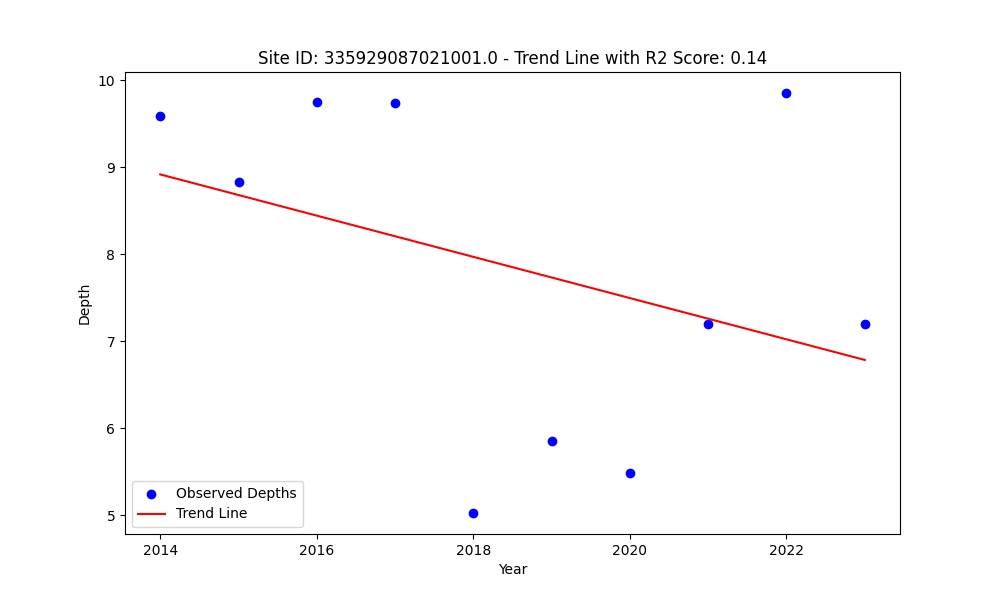 Site ID: 335929087021001.0 - Trend Line with R2 Score: 0.14
10
9
8
7
6
5
Depth
Observed Depths
Trend Line
2014 2016 2018 2020 2022
Year